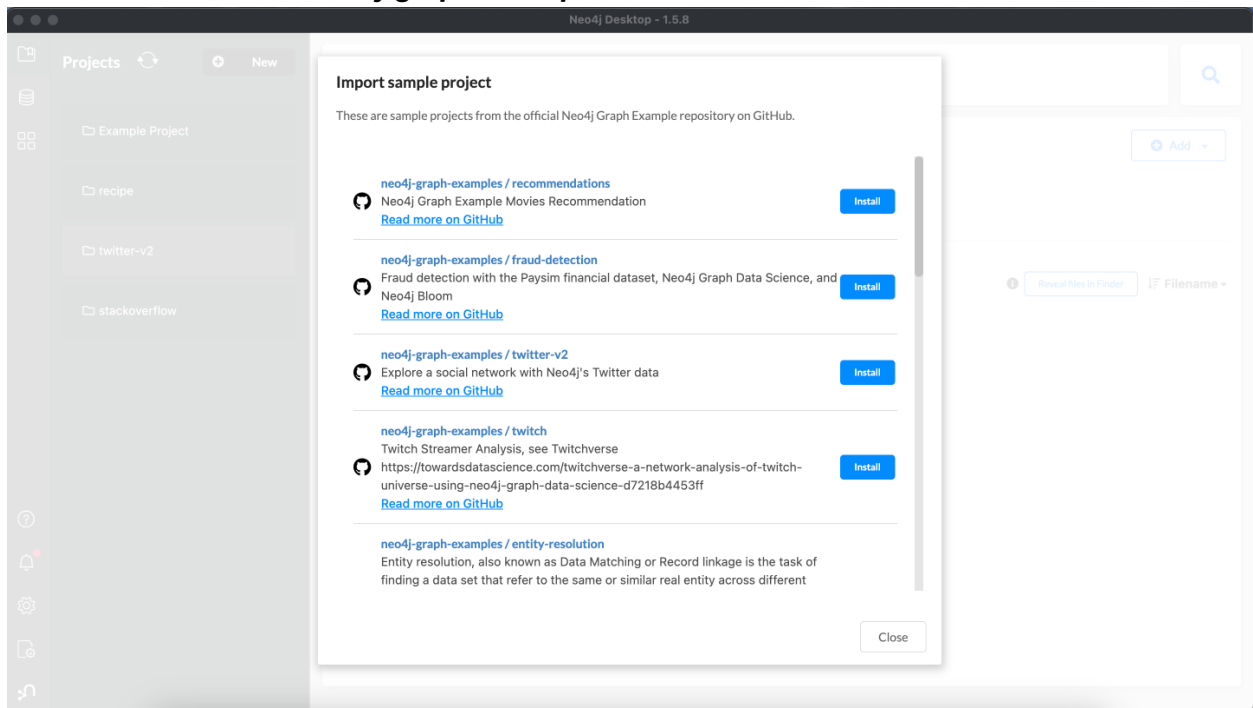 Neo4j Desktop - 1.5.8
Projects
New
Example Project
recipe
twitter-v2
stackoverflow
Add
Reveal files in Finder
Filename
Import sample project
These are sample projects from the official Neo4j Graph Example repository on GitHub.
neo4j-graph-examples / recommendations
Neo4j Graph Example Movies Recommendation
Read more on GitHub
Install
neo4j-graph-examples / fraud-detection
Fraud detection with the Paysim financial dataset, Neo4j Graph Data Science, and
Neo4j Bloom
Read more on GitHub
Install
neo4j-graph-examples / twitter-v2
Explore a social network with Neo4j's Twitter data
Read more on GitHub
Install
neo4j-graph-examples / twitch
Twitch Streamer Analysis, see Twitchverse
https://towardsdatascience.com/twitchverse-a-network-analysis-of-twitch-
universe-using-neo4j-graph-data-science-d7218b4453ff
Read more on GitHub
Install
neo4j-graph-examples / entity-resolution
Entity resolution, also known as Data Matching or Record linkage is the task of
finding a data set that refer to the same or similar real entity across different
Close